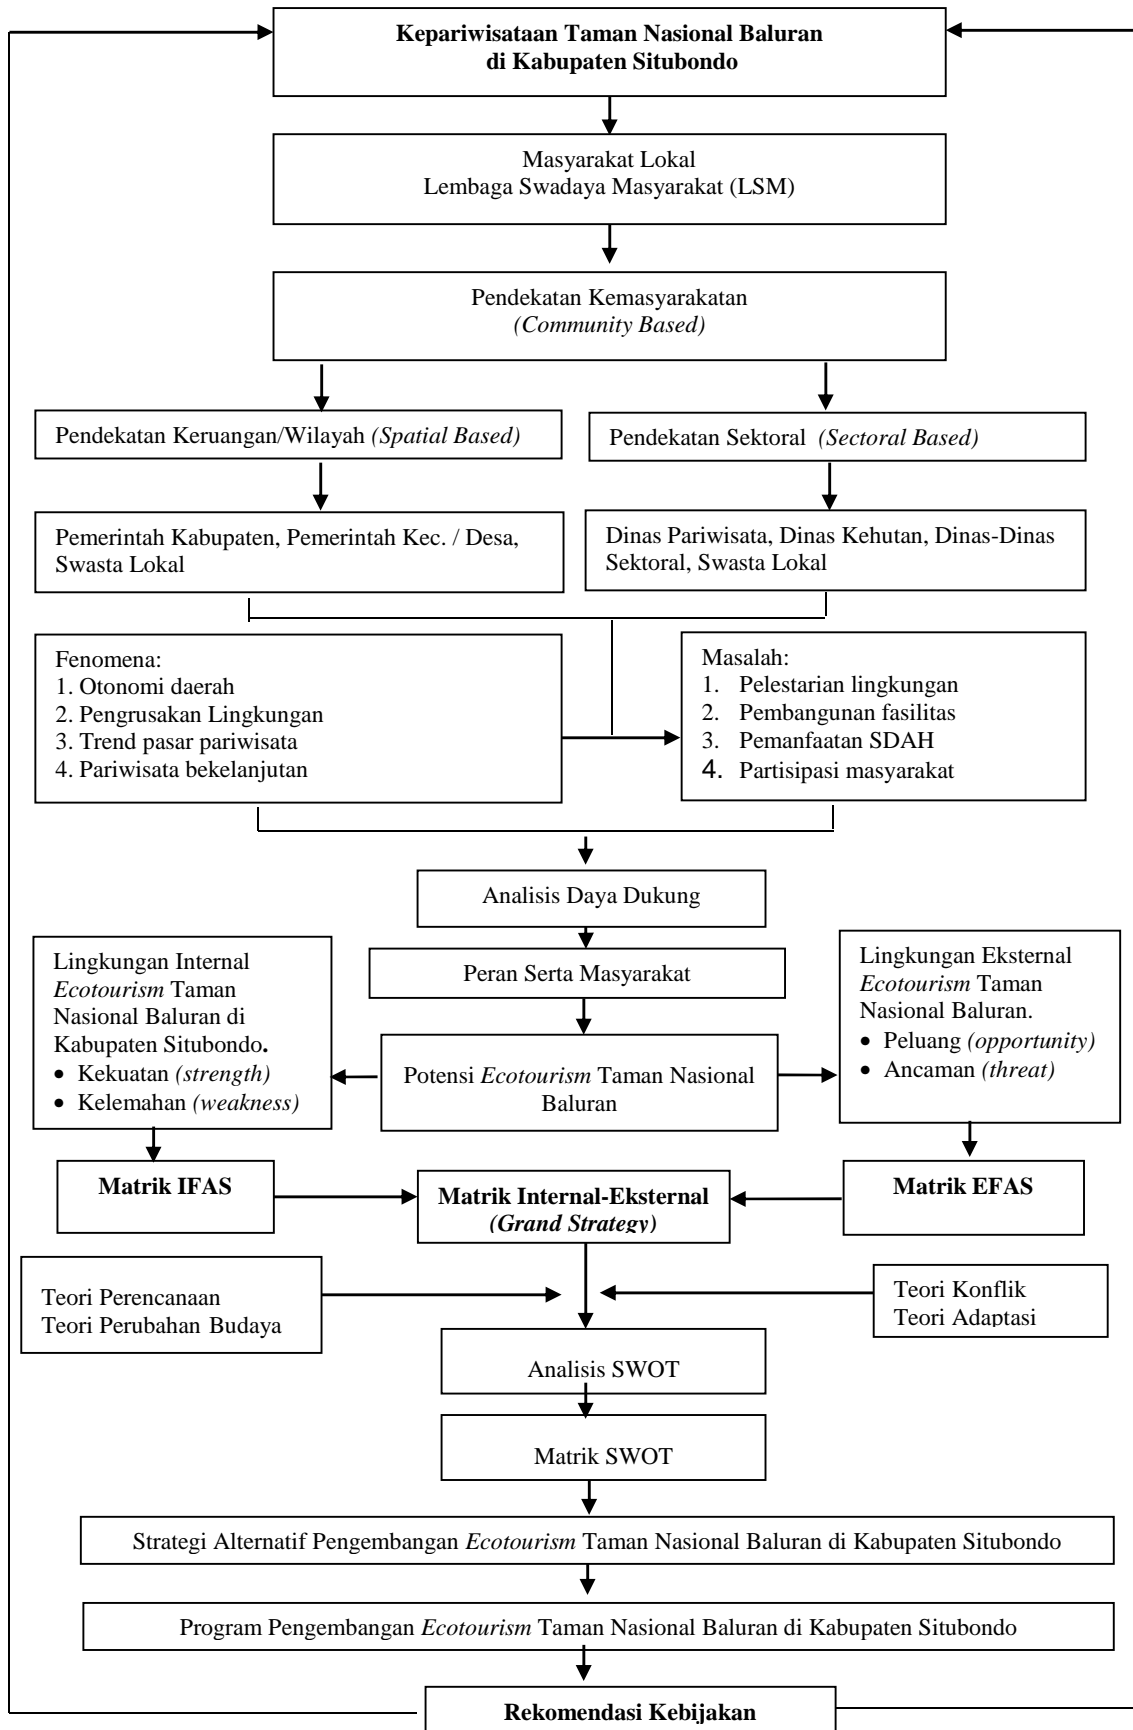 Kepariwisataan Taman Nasional Baluran
di Kabupaten Situbondo
Masyarakat Lokal
Lembaga Swadaya Masyarakat (LSM)
Pendekatan Kemasyarakatan
(Community Based)
Pendekatan Keruangan/Wilayah (Spatial Based)
Pendekatan Sektoral (Sectoral Based)
Pemerintah Kabupaten, Pemerintah Kec. / Desa,
Swasta Lokal
Dinas Pariwisata, Dinas Kehutan, Dinas-Dinas
Sektoral, Swasta Lokal
Fenomena:
1. Otonomi daerah
2. Pengrusakan Lingkungan
3. Trend pasar pariwisata
4. Pariwisata bekelanjutan
Masalah:
1. Pelestarian lingkungan
2. Pembangunan fasilitas
3. Pemanfaatan SDAH
4. Partisipasi masyarakat
Analisis Daya Dukung
Peran Serta Masyarakat
Lingkungan Internal
Ecotourism Taman
Nasional Baluran di
Kabupaten Situbondo.
• Kekuatan (strength)
• Kelemahan (weakness)
Potensi Ecotourism Taman Nasional
Baluran
Lingkungan Eksternal
Ecotourism Taman
Nasional Baluran.
• Peluang (opportunity)
• Ancaman (threat)
Matrik IFAS
Matrik Internal-Eksternal
(Grand Strategy)
Matrik EFAS
Teori Perencanaan
Teori Perubahan Budaya
Teori Konflik
Teori Adaptasi
Analisis SWOT
Matrik SWOT
Strategi Alternatif Pengembangan Ecotourism Taman Nasional Baluran di Kabupaten Situbondo
Program Pengembangan Ecotourism Taman Nasional Baluran di Kabupaten Situbondo
Rekomendasi Kebijakan